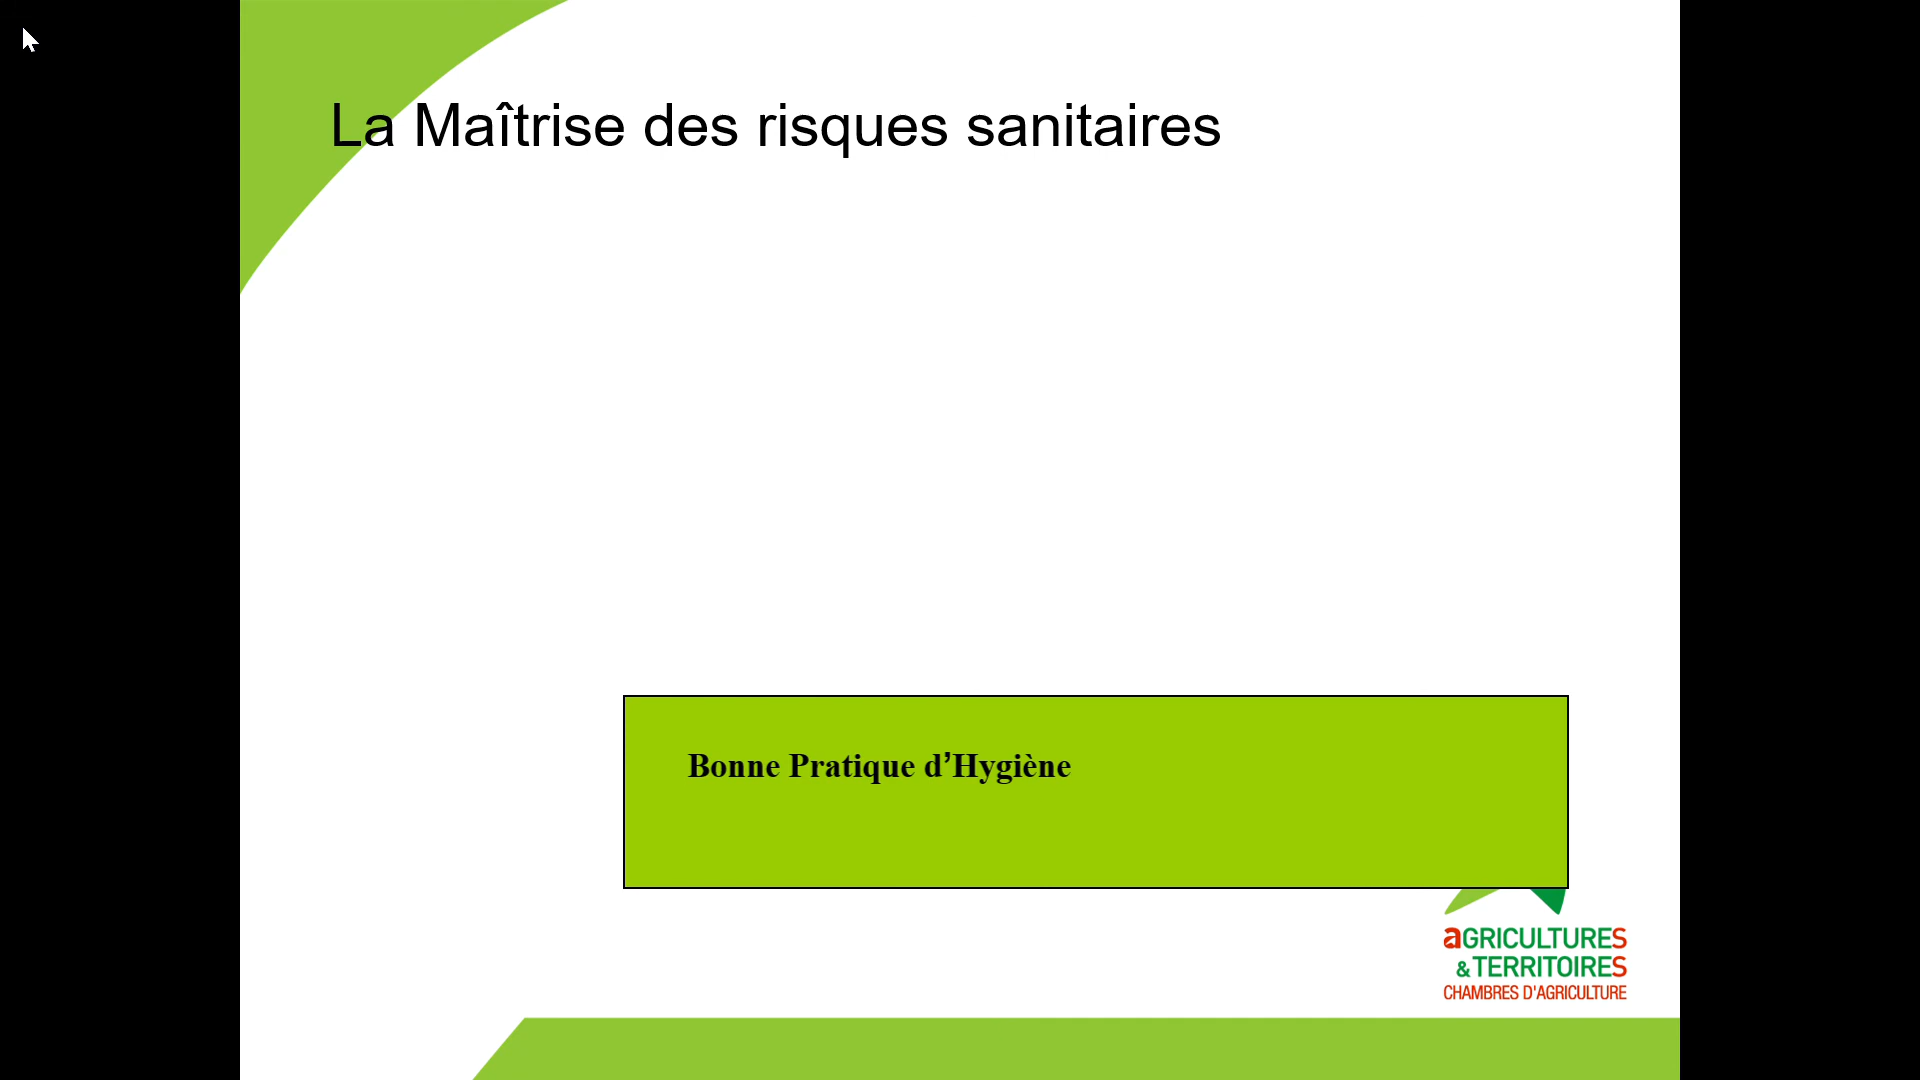 La Maîtrise des risques sanitaires
Bonne Pratique d’Hygiène
aGRICULTURES
&TERRITOIRES
CHAMBRES D'AGRICULTURE